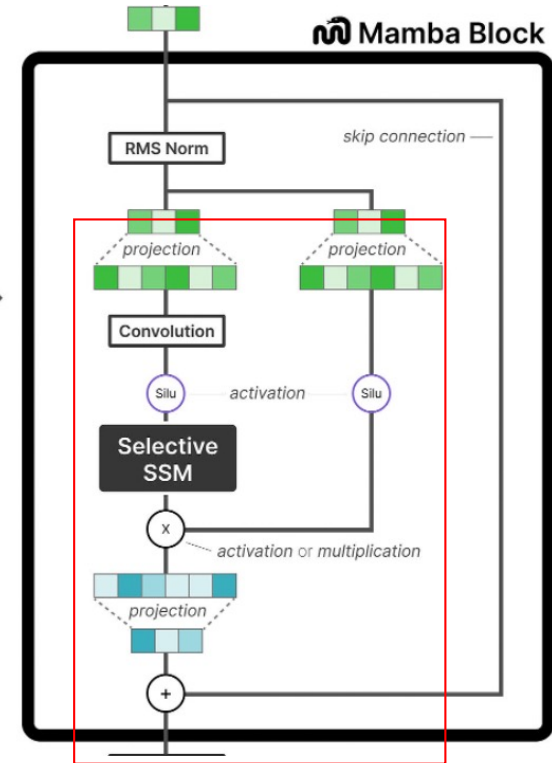 Mamba Block
skip connection
RMS Norm
projection
projection
Convolution
Silu
activation
Silu
Selective
SSM
x
activation or multiplication
projection
+